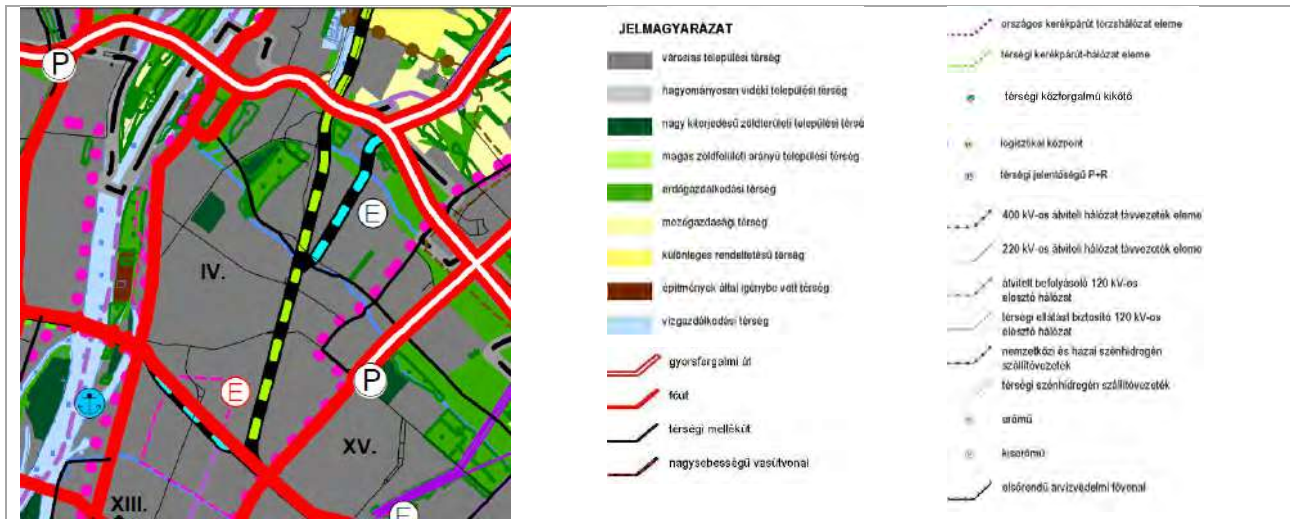 P
E
IV.
E
P
XV.
XIII.
E
JELMAGYARÁZAT
városias települési térség
hagyományosan vidéki települési térség
nagy kiterjedésű zöldterületi települési térsé
magas zöldfelületi arányú települési térség
erdőgazdálkodási térség
mezőgazdasági térség
különleges rendeltetésű térség
építmények által igénybe vett térség
vízgazdálkodási térség
gyorsforgalmi út
főút
térségi mellékút
nagysebességű vasútvonal
országos kerékpárút törzshálózat eleme
térségi kerékpárút-hálózat eleme
térségi közforgalmú kikötő
logisztikai központ
térségi jelentőségű P+R
400 kV-os átviteli hálózat távvezeték eleme
220 kV-os átviteli hálózat távvezeték eleme
átvitelt befolyásoló 120 kV-os
elosztó hálózat
térségi ellátást biztosító 120 kV-os
elosztó hálózat
nemzetközi és hazai szénhidrogén
szállítóvezeték
térségi szénhidrogén szállítóvezeték
erőmű
kiserőmű
elsőrendű árvízvédelmi fővonal